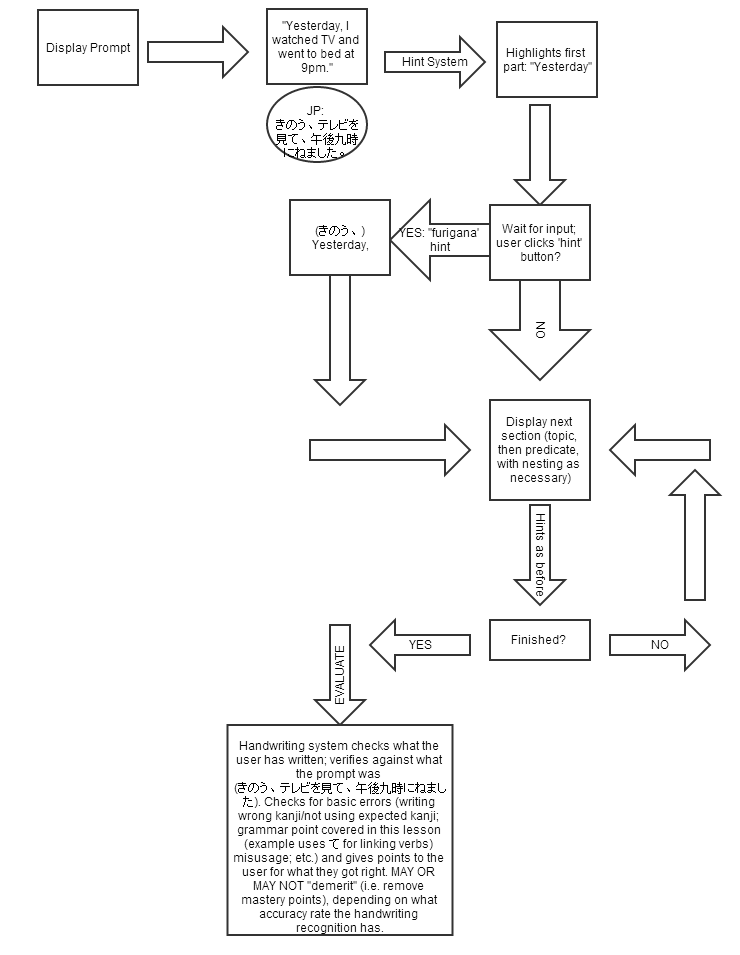 Display Prompt
"Yesterday, I
watched TV and
went to bed at
9pm."
JP:
きのう、テレビを
見て、午後九時
にねました。
Hint System
Highlights first
part: "Yesterday"
Wait for input;
user clicks 'hint'
button?
YES: "furigana'
hint
(きのう、)
Yesterday,
NO
Display next
section (topic,
then predicate,
with nesting as
necessary)
Hints as before
Finished?
NO
YES
EVALUATE
Handwriting system checks what the
user has written; verifies against what
the prompt was
(きのう、テレビを見て、午後九時にねまし
た). Checks for basic errors (writing
wrong kanji/not using expected kanji;
grammar point covered in this lesson
(example uses て for linking verbs)
misusage; etc.) and gives points to the
user for what they got right. MAY OR
MAY NOT "demerit" (i.e. remove
mastery points), depending on what
accuracy rate the handwriting
recognition has.